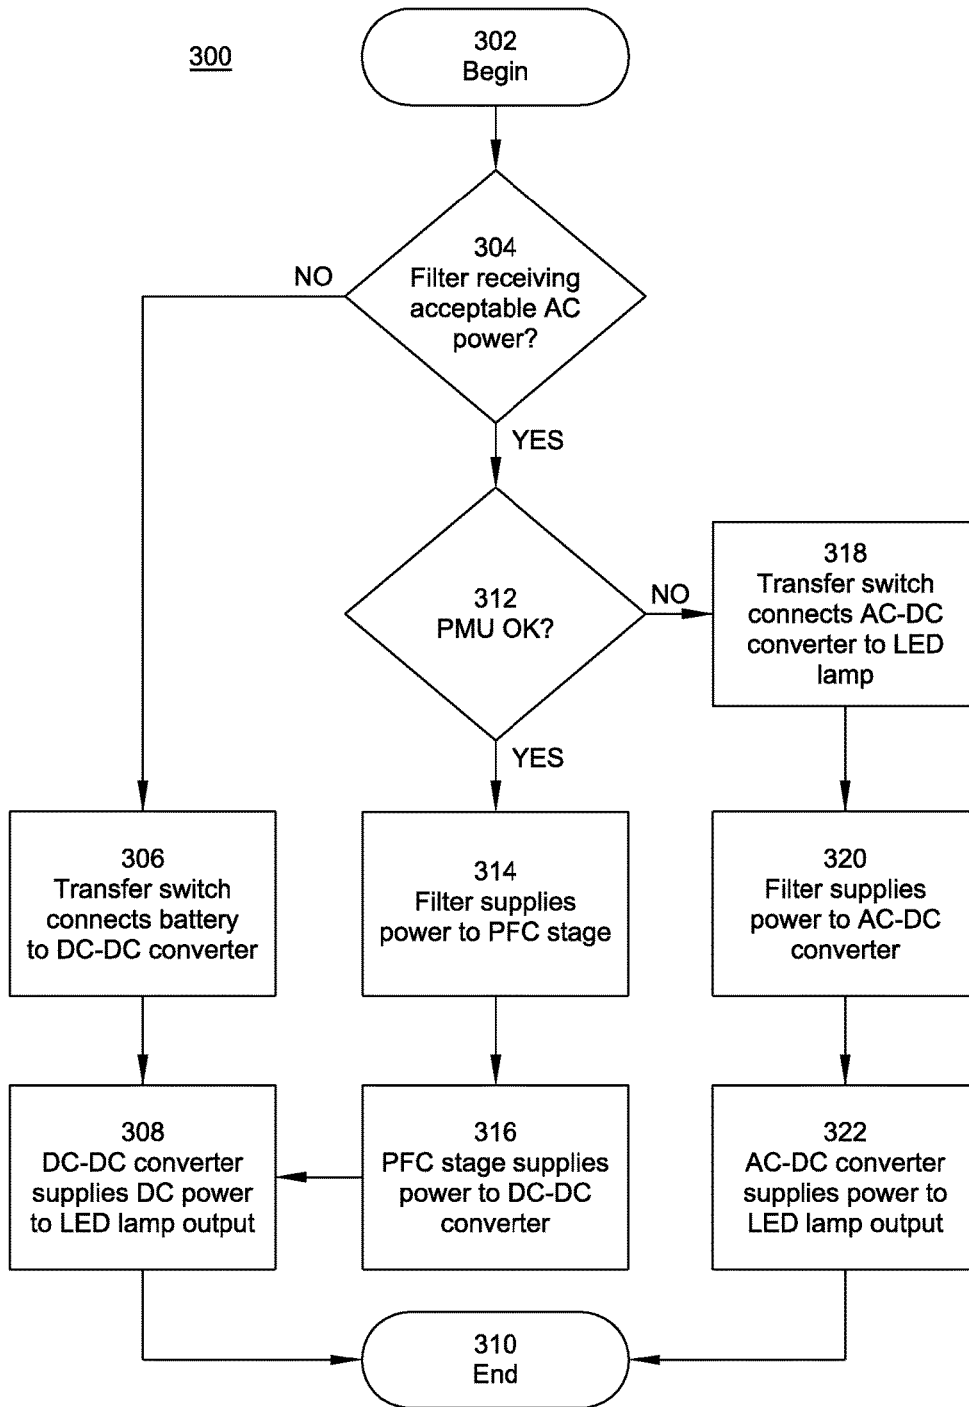 300
302
Begin
304
Filter receiving
acceptable AC
power?
NO
YES
312
PMU OK?
NO
YES
318
Transfer switch
connects AC-DC
converter to LED
lamp
306
Transfer switch
connects battery
to DC-DC converter
314
Filter supplies
power to PFC stage
320
Filter supplies
power to AC-DC
converter
308
DC-DC converter
supplies DC power
to LED lamp output
316
PFC stage supplies
power to DC-DC
converter
322
AC-DC converter
supplies power to
LED lamp output
310
End